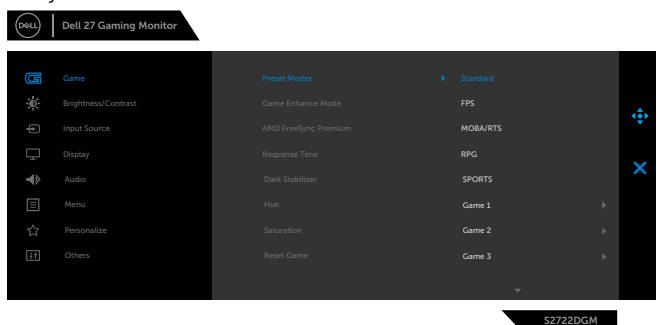 DELL
Dell 27 Gaming Monitor
Game Preset Modes Standard
Brightness/Contrast Game Enhance Mode FPS
Input Source AMD FreeSync Premium MOBA/RTS
Display Response Time RPG
Audio Dark Stabilizer SPORTS
Menu Hue Game 1
Personalize Saturation Game 2
Others Reset Game Game 3
S2722DGM